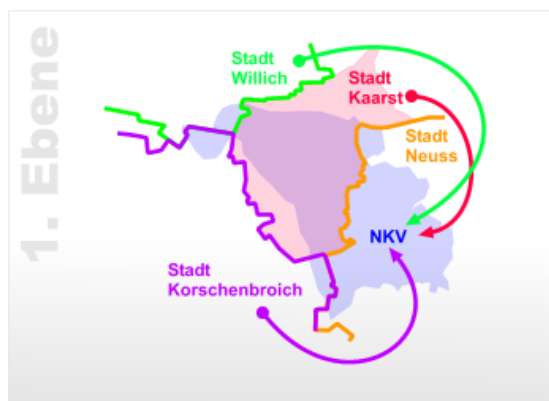 1. Ebene
Stadt
Willich
Stadt
Kaarst
Stadt
Neuss
NKV
Stadt
Korschenbroich